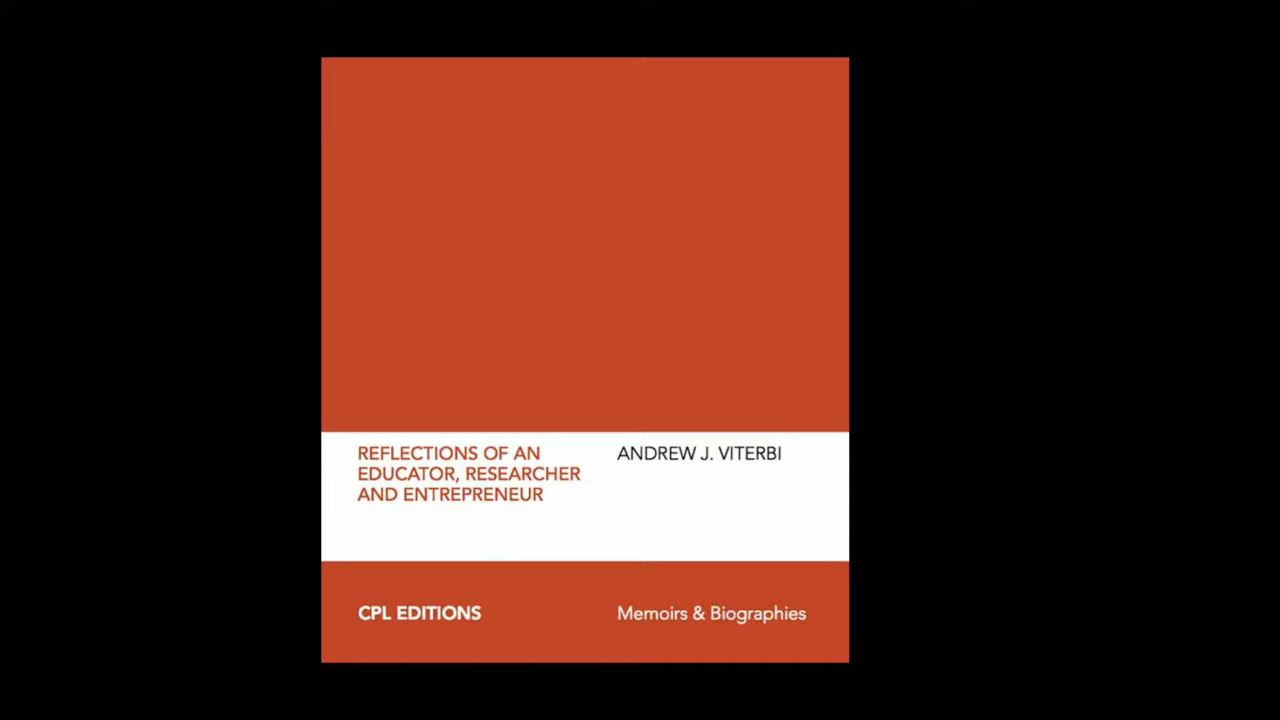 REFLECTIONS OF AN
EDUCATOR, RESEARCHER
AND ENTREPRENEUR
ANDREW J. VITERBI
CPL EDITIONS
Memoirs & Biographies